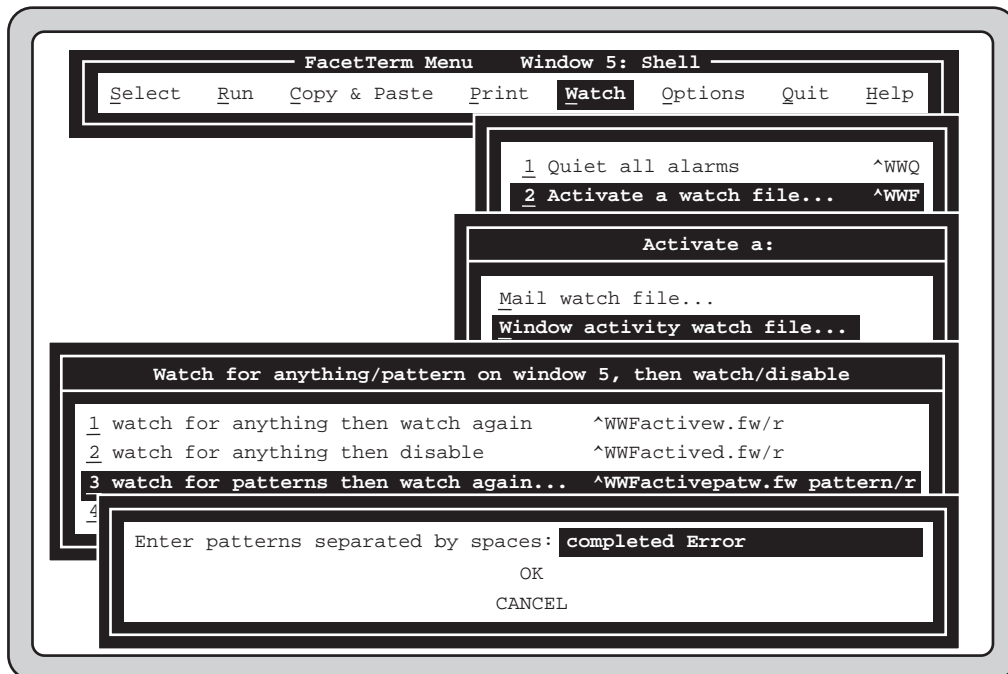 FacetTerm Menu Window 5: Shell
Select Run Copy & Paste Print Watch Options Quit Help
1 Quiet all alarms ^WWQ
2 Activate a watch file... ^WWF
Activate a:
Mail watch file...
Window activity watch file...
Watch for anything/pattern on window 5, then watch/disable
1 watch for anything then watch again ^WWFactivew.fw/r
2 watch for anything then disable ^WWFactived.fw/r
3 watch for patterns then watch again... ^WWFactivepatw.fw pattern/r
4
Enter patterns separated by spaces: completed Error
OK
CANCEL